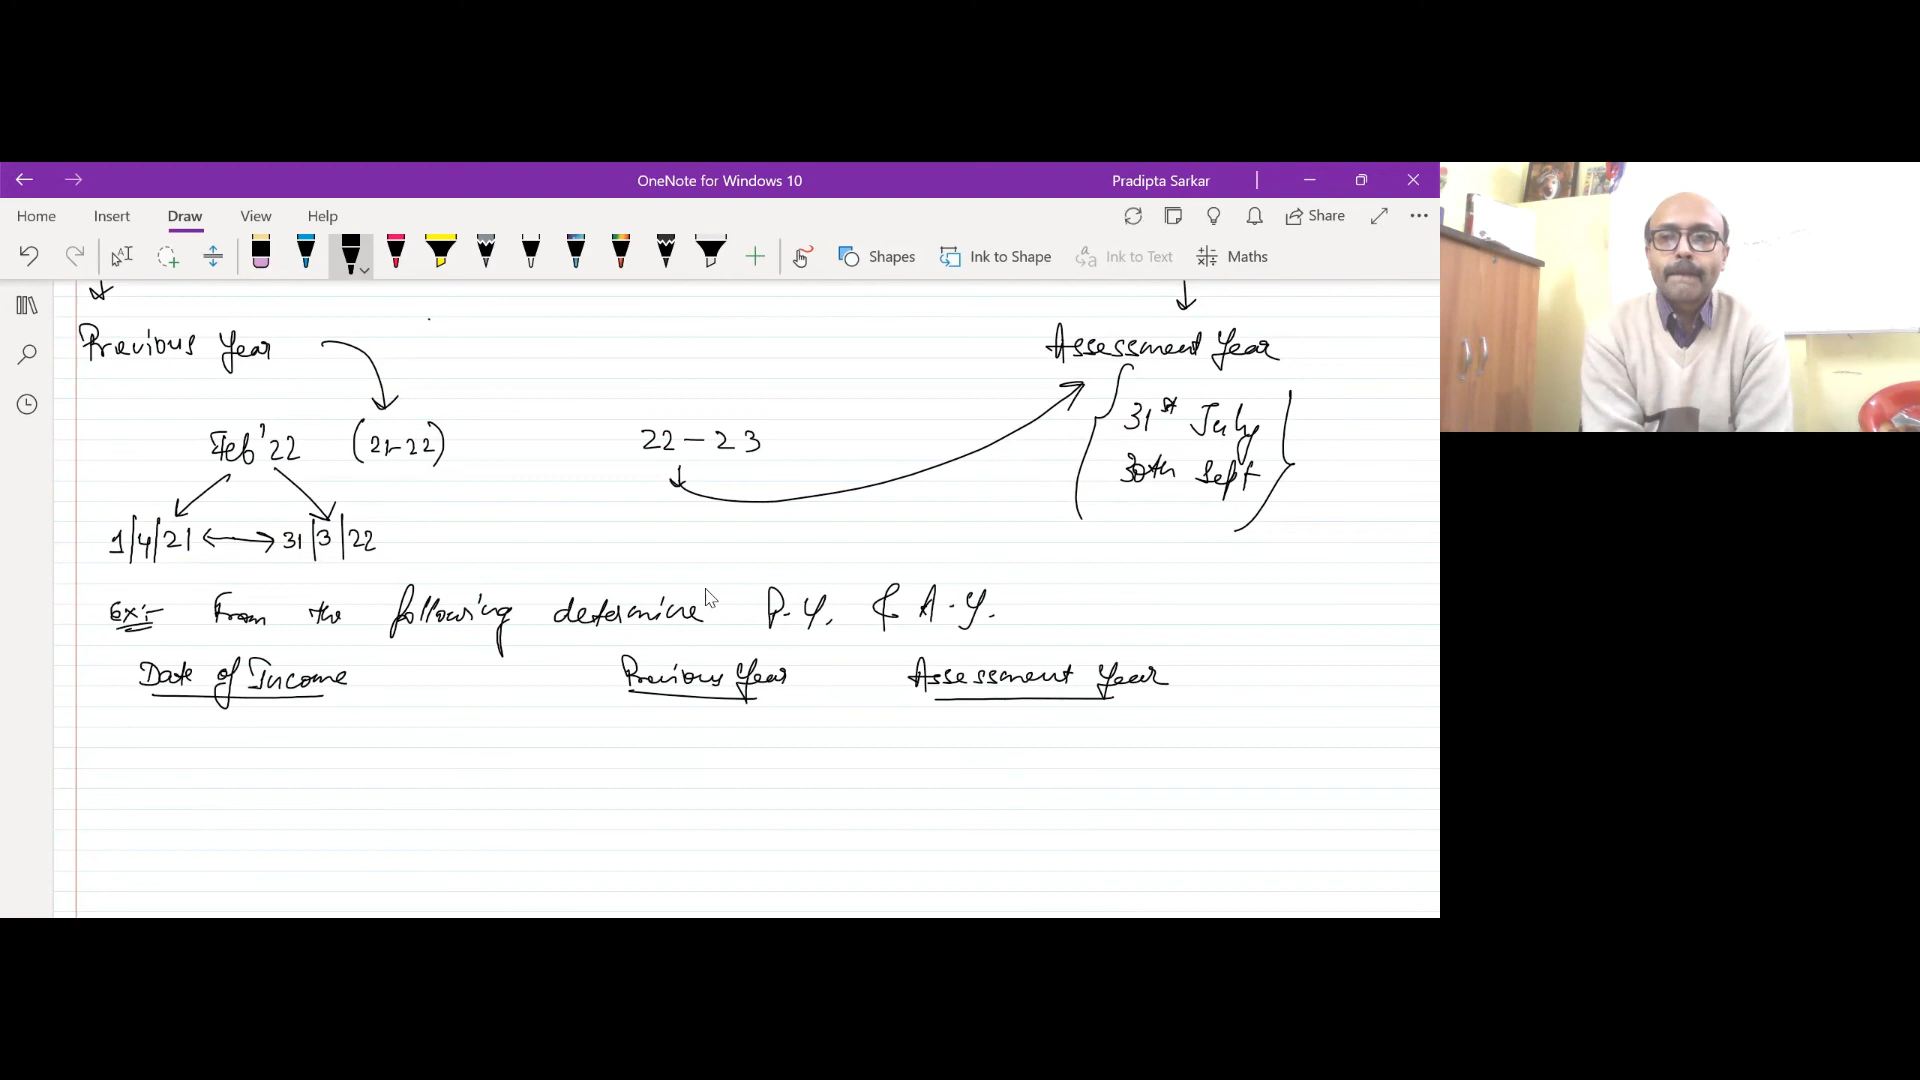 OneNote for Windows 10
Pradipta Sarkar
Home Insert Draw View Help
Share
Shapes
Ink to Shape
Ink to Text
Maths
Previous Year
Assessment Year
Feb'22 (21-22)
22-23
31st July
30th Sept
1|4|21 31|3|22
Ex:- From the following determine P.Y. & A.Y.
Date of Income Previous Year Assessment Year